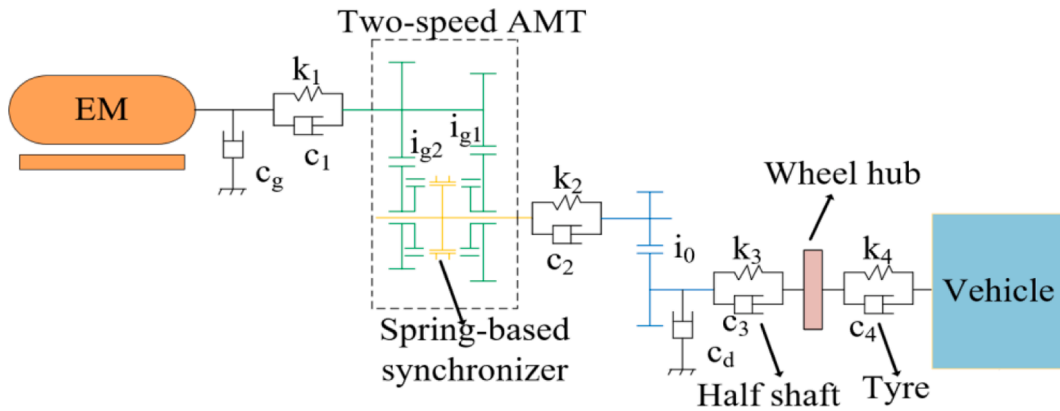 Two-speed AMT
EM
k1
c1
cg
ig2
ig1
k2
c2
i0
Wheel hub
k3
c3
cd
k4
c4
Vehicle
Spring-based
synchronizer
Half shaft
Tyre